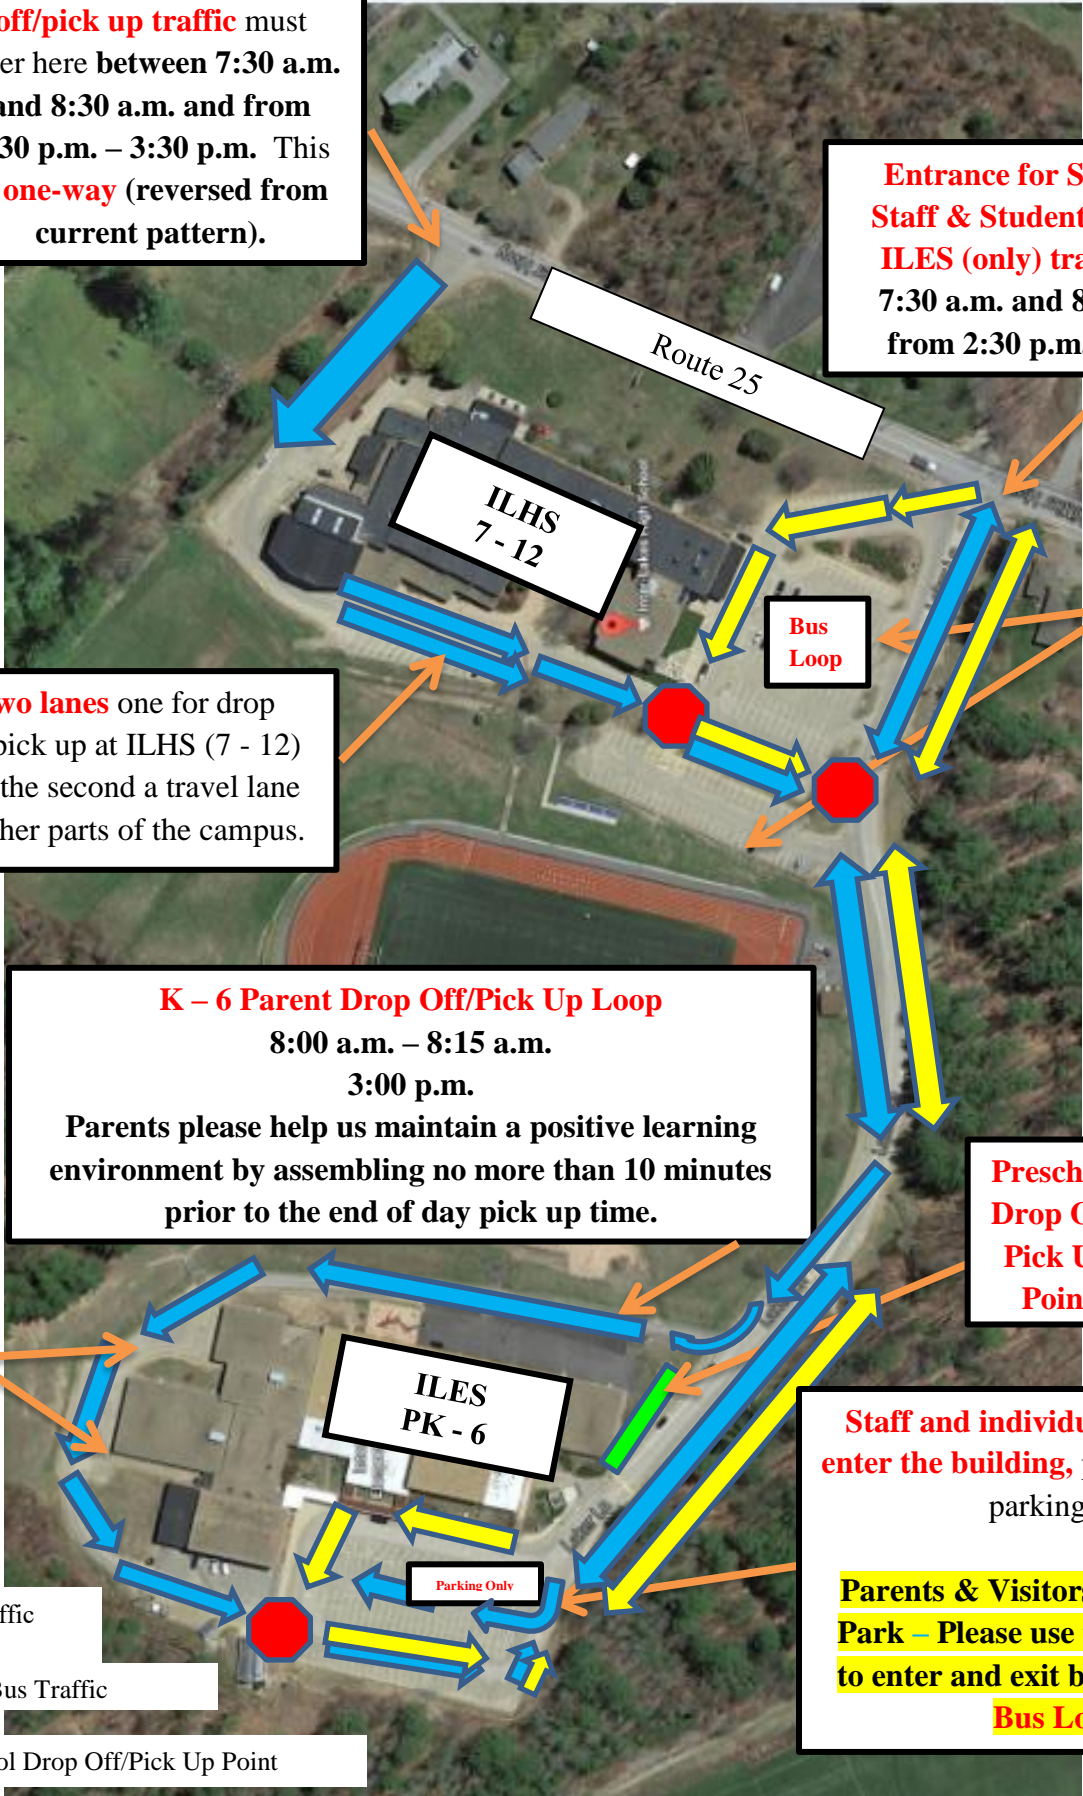 off/pick up traffic must
er here between 7:30 a.m.
and 8:30 a.m. and from
30 p.m. – 3:30 p.m. This
one-way (reversed from
current pattern).
Entrance for S
Staff & Student
ILES (only) tra
7:30 a.m. and 8
from 2:30 p.m.
Route 25
ILHS
7 - 12
Bus
Loop
wo lanes one for drop
pick up at ILHS (7 - 12)
the second a travel lane
her parts of the campus.
K – 6 Parent Drop Off/Pick Up Loop
8:00 a.m. – 8:15 a.m.
3:00 p.m.
Parents please help us maintain a positive learning
environment by assembling no more than 10 minutes
prior to the end of day pick up time.
Presch
Drop O
Pick U
Poin
ILES
PK - 6
Staff and individu
enter the building, p
parking
Parking Only
Parents & Visitors
Park – Please use
to enter and exit b
Bus Lo
ffic
Bus Traffic
ol Drop Off/Pick Up Point